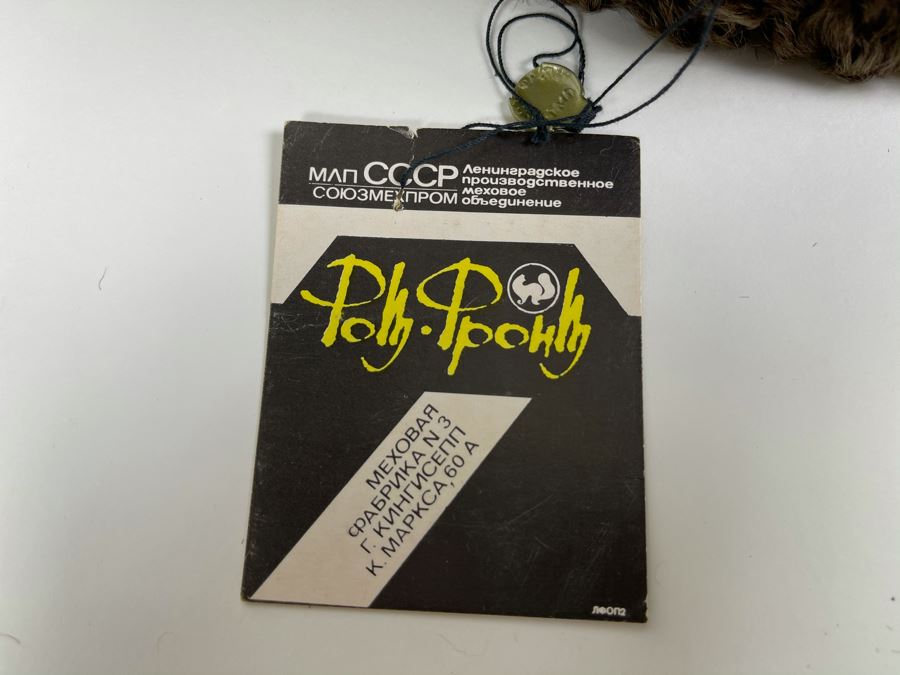 МЛП СССР
СОЮЗМЕХПРОМ
Ленинградское
производственное
меховое
объединение
Рот-Фронт
МЕХОВАЯ
ФАБРИКА N 3
Г. КИНГИСЕПП
К. МАРКСА, 60 А
ЛФОП2